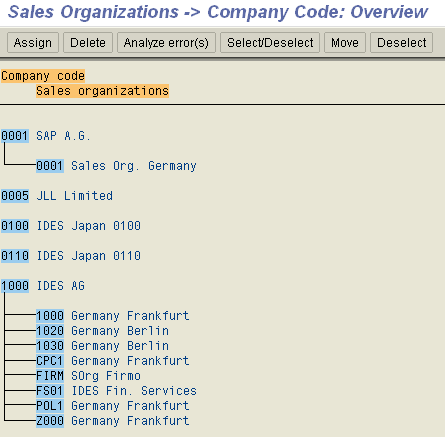 Sales Organizations -> Company Code: Overview
Assign Delete Analyze error(s) Select/Deselect Move Deselect
Company code
Sales organizations
0001 SAP A.G.
0001 Sales Org. Germany
0005 JLL Limited
0100 IDES Japan 0100
0110 IDES Japan 0110
1000 IDES AG
1000 Germany Frankfurt
1020 Germany Berlin
1030 Germany Berlin
CPC1 Germany Frankfurt
FIRM SOrg Firmo
FS01 IDES Fin. Services
POL1 Germany Frankfurt
Z000 Germany Frankfurt